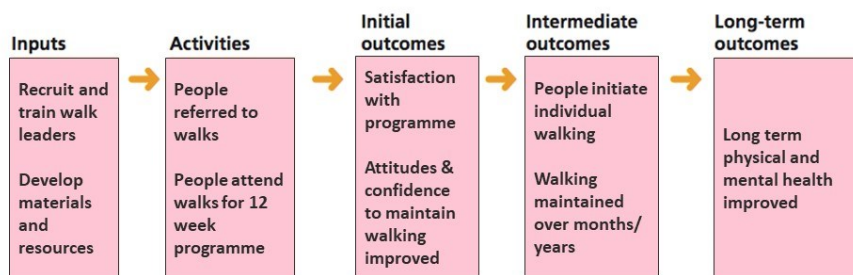 Inputs
Recruit and
train walk
leaders
Develop
materials
and
resources
Activities
People
referred to
walks
People attend
walks for 12
week
programme
Initial
outcomes
Satisfaction
with
programme
Attitudes &
confidence
to maintain
walking
improved
Intermediate
outcomes
People initiate
individual
walking
Walking
maintained
over months/
years
Long-term
outcomes
Long term
physical and
mental health
improved